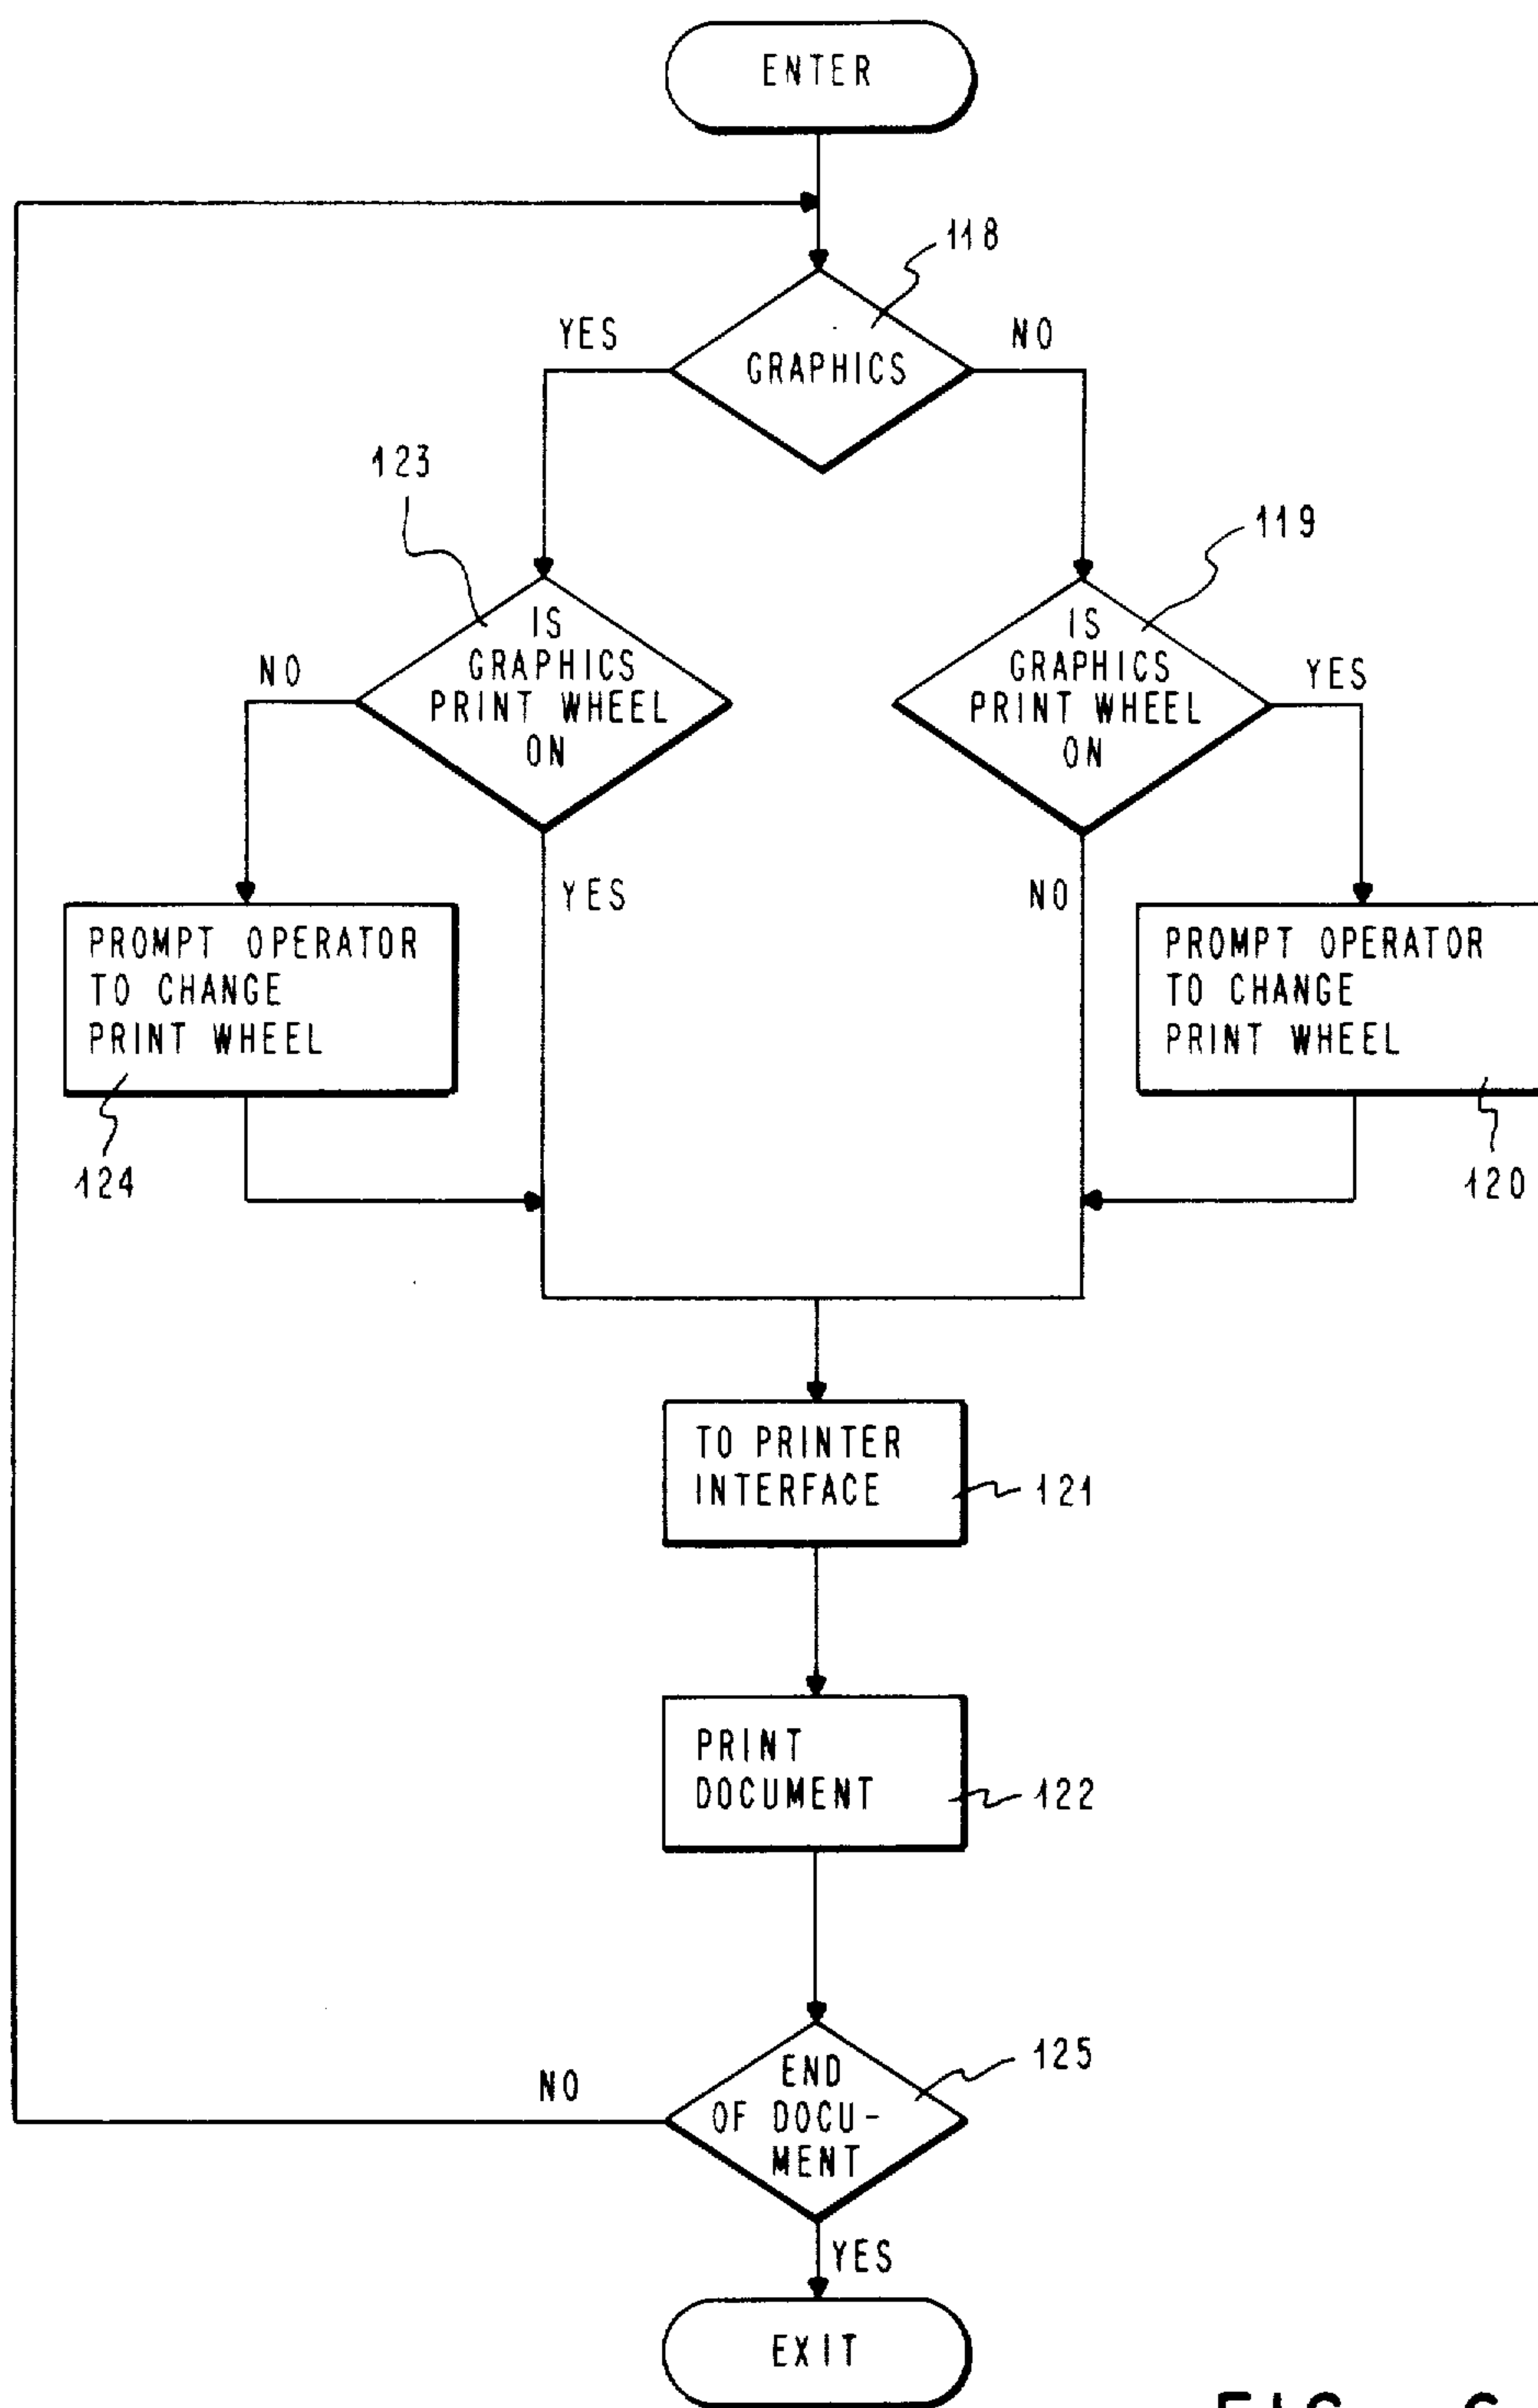 ENTER
118
YES
NO
GRAPHICS
123
119
IS
GRAPHICS
PRINT WHEEL
ON
IS
GRAPHICS
PRINT WHEEL
ON
NO
YES
YES
NO
PROMPT OPERATOR
TO CHANGE
PRINT WHEEL
PROMPT OPERATOR
TO CHANGE
PRINT WHEEL
124
120
TO PRINTER
INTERFACE
121
PRINT
DOCUMENT
122
125
END
OF DOCU-
MENT
NO
YES
EXIT